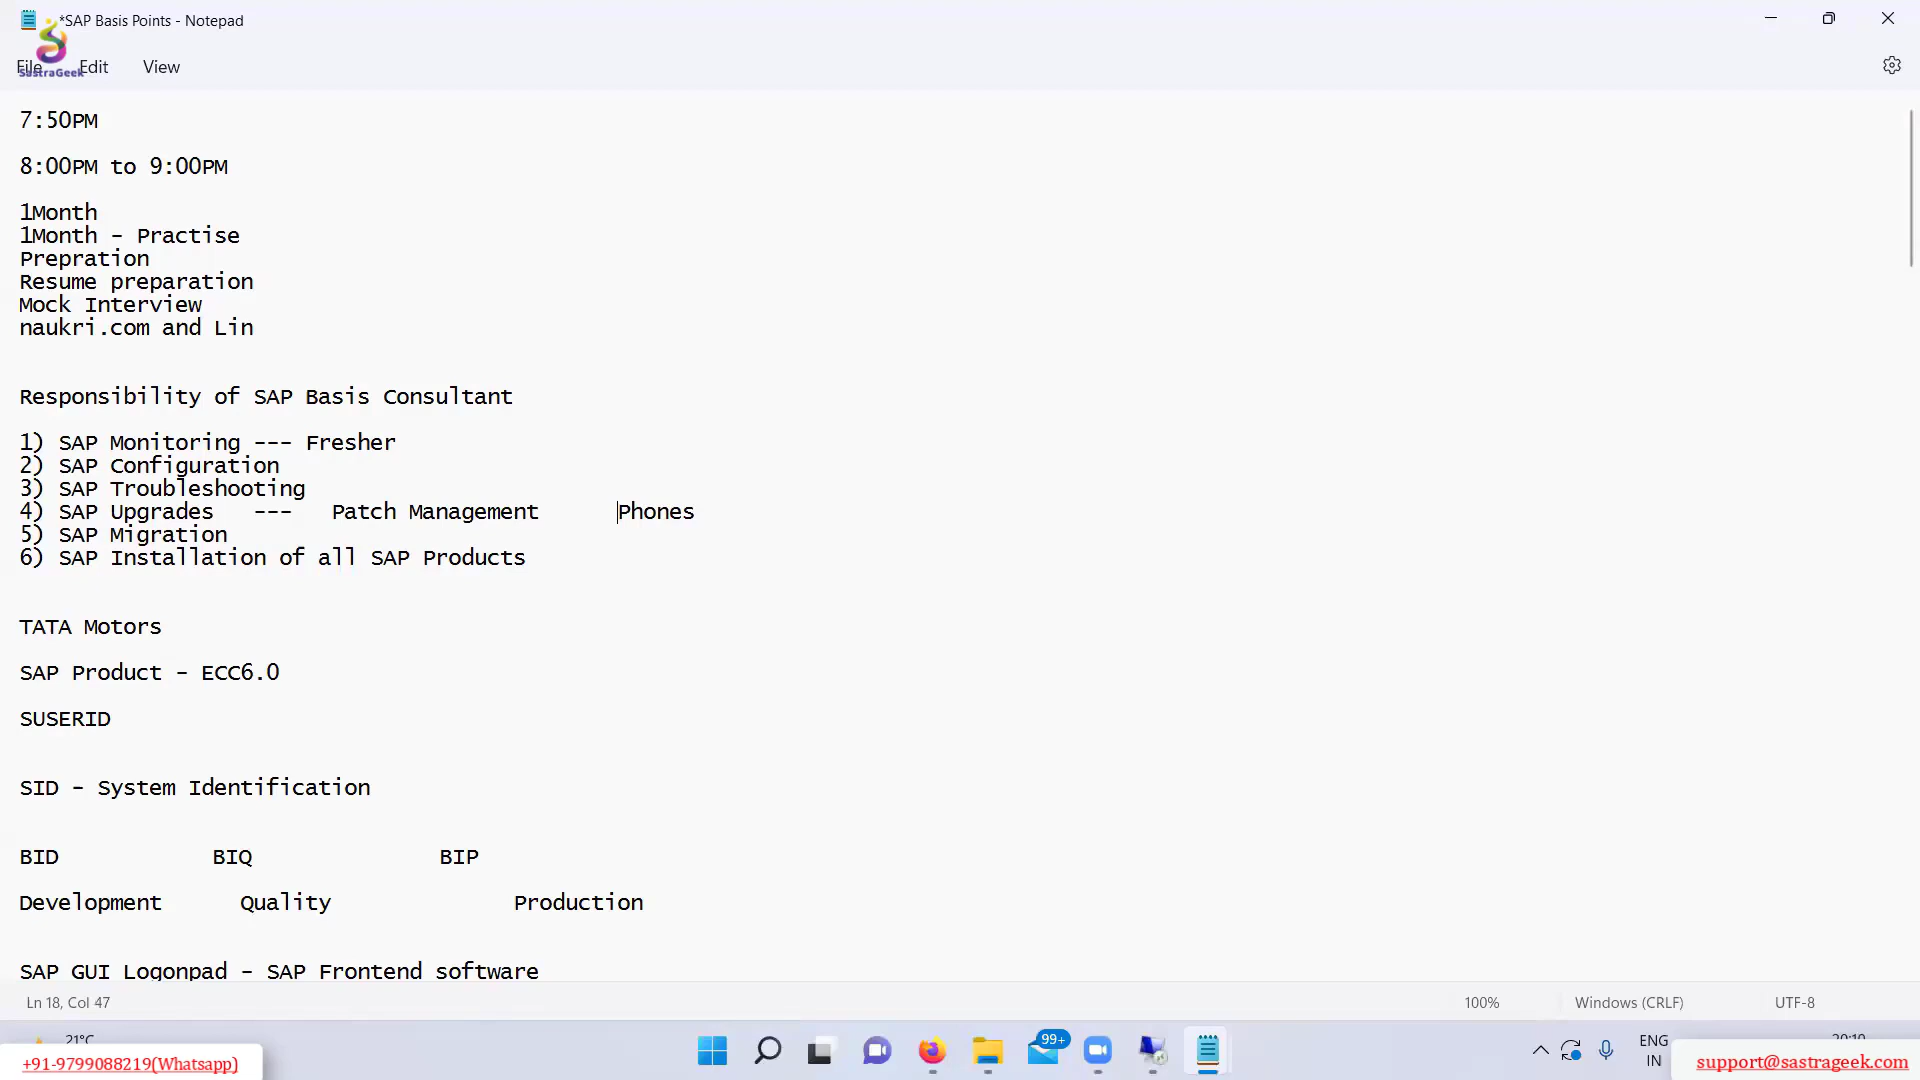 *SAP Basis Points - Notepad
SastraGeek
File Edit View
7:50PM
8:00PM to 9:00PM
1Month
1Month - Practise
Prepration
Resume preparation
Mock Interview
naukri.com and Lin
Responsibility of SAP Basis Consultant
1) SAP Monitoring --- Fresher
2) SAP Configuration
3) SAP Troubleshooting
4) SAP Upgrades --- Patch Management Phones
5) SAP Migration
6) SAP Installation of all SAP Products
TATA Motors
SAP Product - ECC6.0
SUSERID
SID - System Identification
BID BIQ BIP
Development Quality Production
SAP GUI Logonpad - SAP Frontend software
Ln 18, Col 47 100% Windows (CRLF) UTF-8
21°C
99+
ENG
IN
+91-9799088219(Whatsapp)
support@sastrageek.com